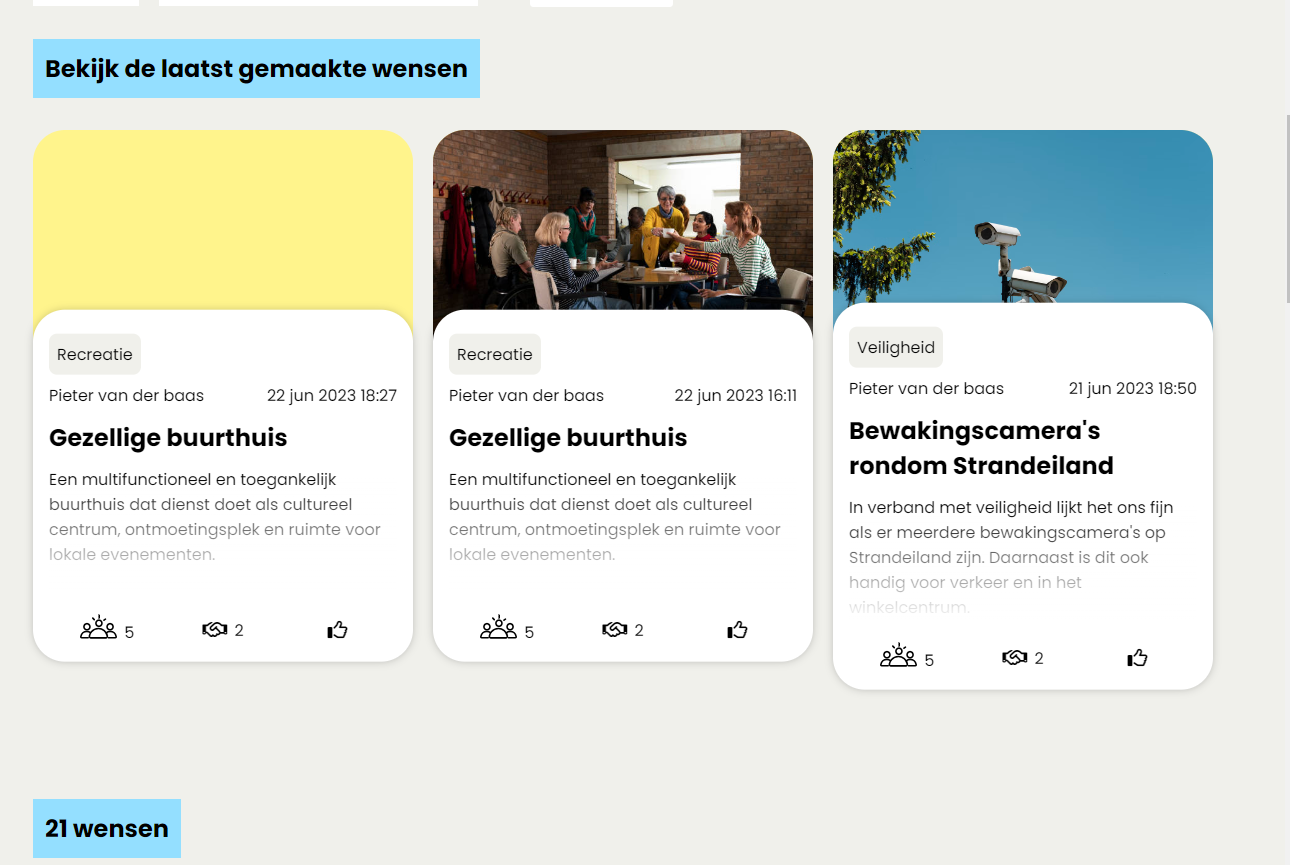 Bekijk de laatst gemaakte wensen
Recreatie
Pieter van der baas 22 jun 2023 18:27
Gezellige buurthuis
Een multifunctioneel en toegankelijk
buurthuis dat dienst doet als cultureel
centrum, ontmoetingsplek en ruimte voor
lokale evenementen.
5 2
Recreatie
Pieter van der baas 22 jun 2023 16:11
Gezellige buurthuis
Een multifunctioneel en toegankelijk
buurthuis dat dienst doet als cultureel
centrum, ontmoetingsplek en ruimte voor
lokale evenementen.
5 2
Veiligheid
Pieter van der baas 21 jun 2023 18:50
Bewakingscamera's
rondom Strandeiland
In verband met veiligheid lijkt het ons fijn
als er meerdere bewakingscamera's op
Strandeiland zijn. Daarnaast is dit ook
handig voor verkeer en in het
winkelcentrum.
5 2
21 wensen